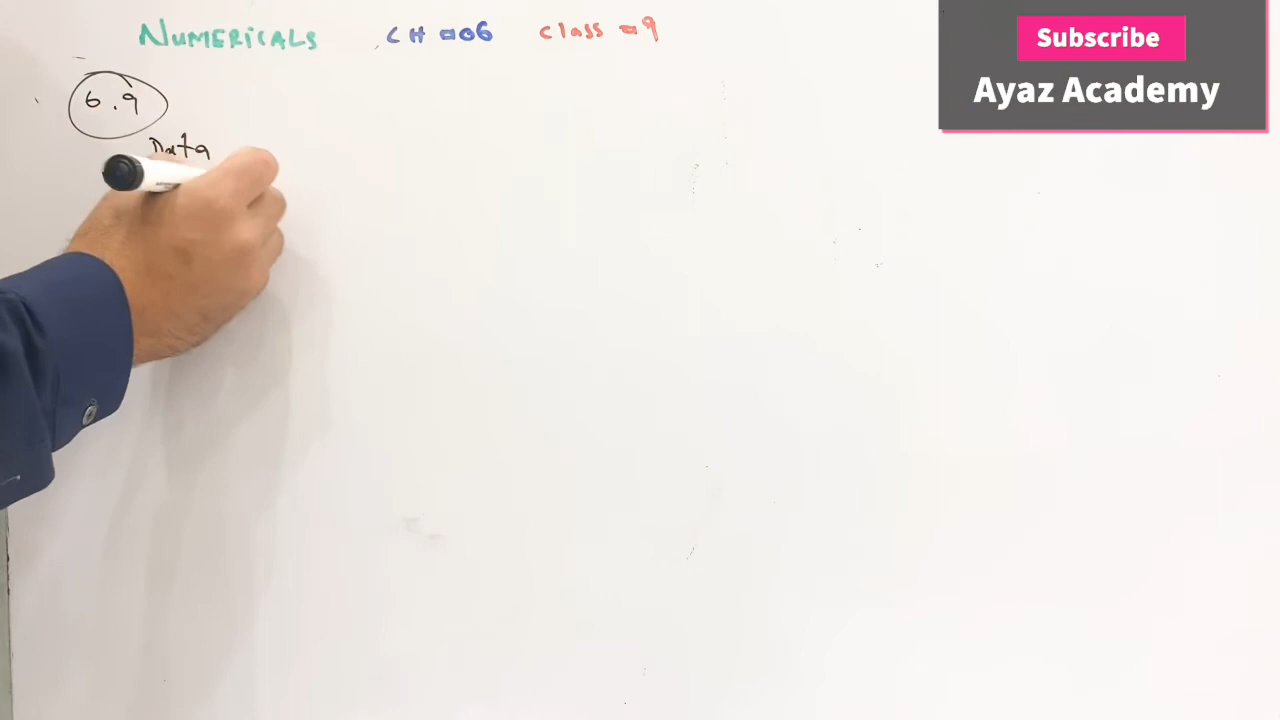 NUMERICALS CH = 06 Class = 9
Subscribe
Ayaz Academy
6.9
Data